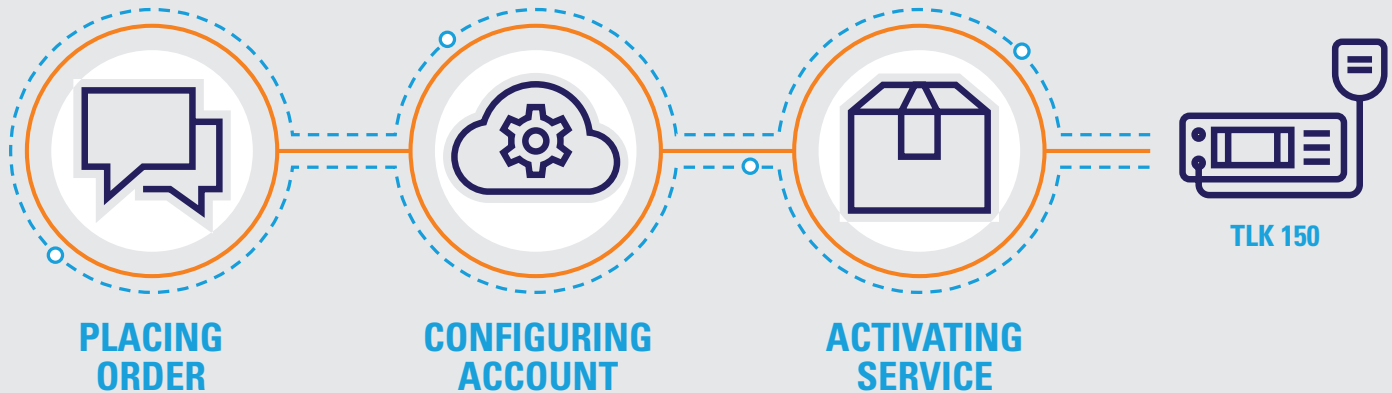 TLK 150
PLACING
ORDER
CONFIGURING
ACCOUNT
ACTIVATING
SERVICE